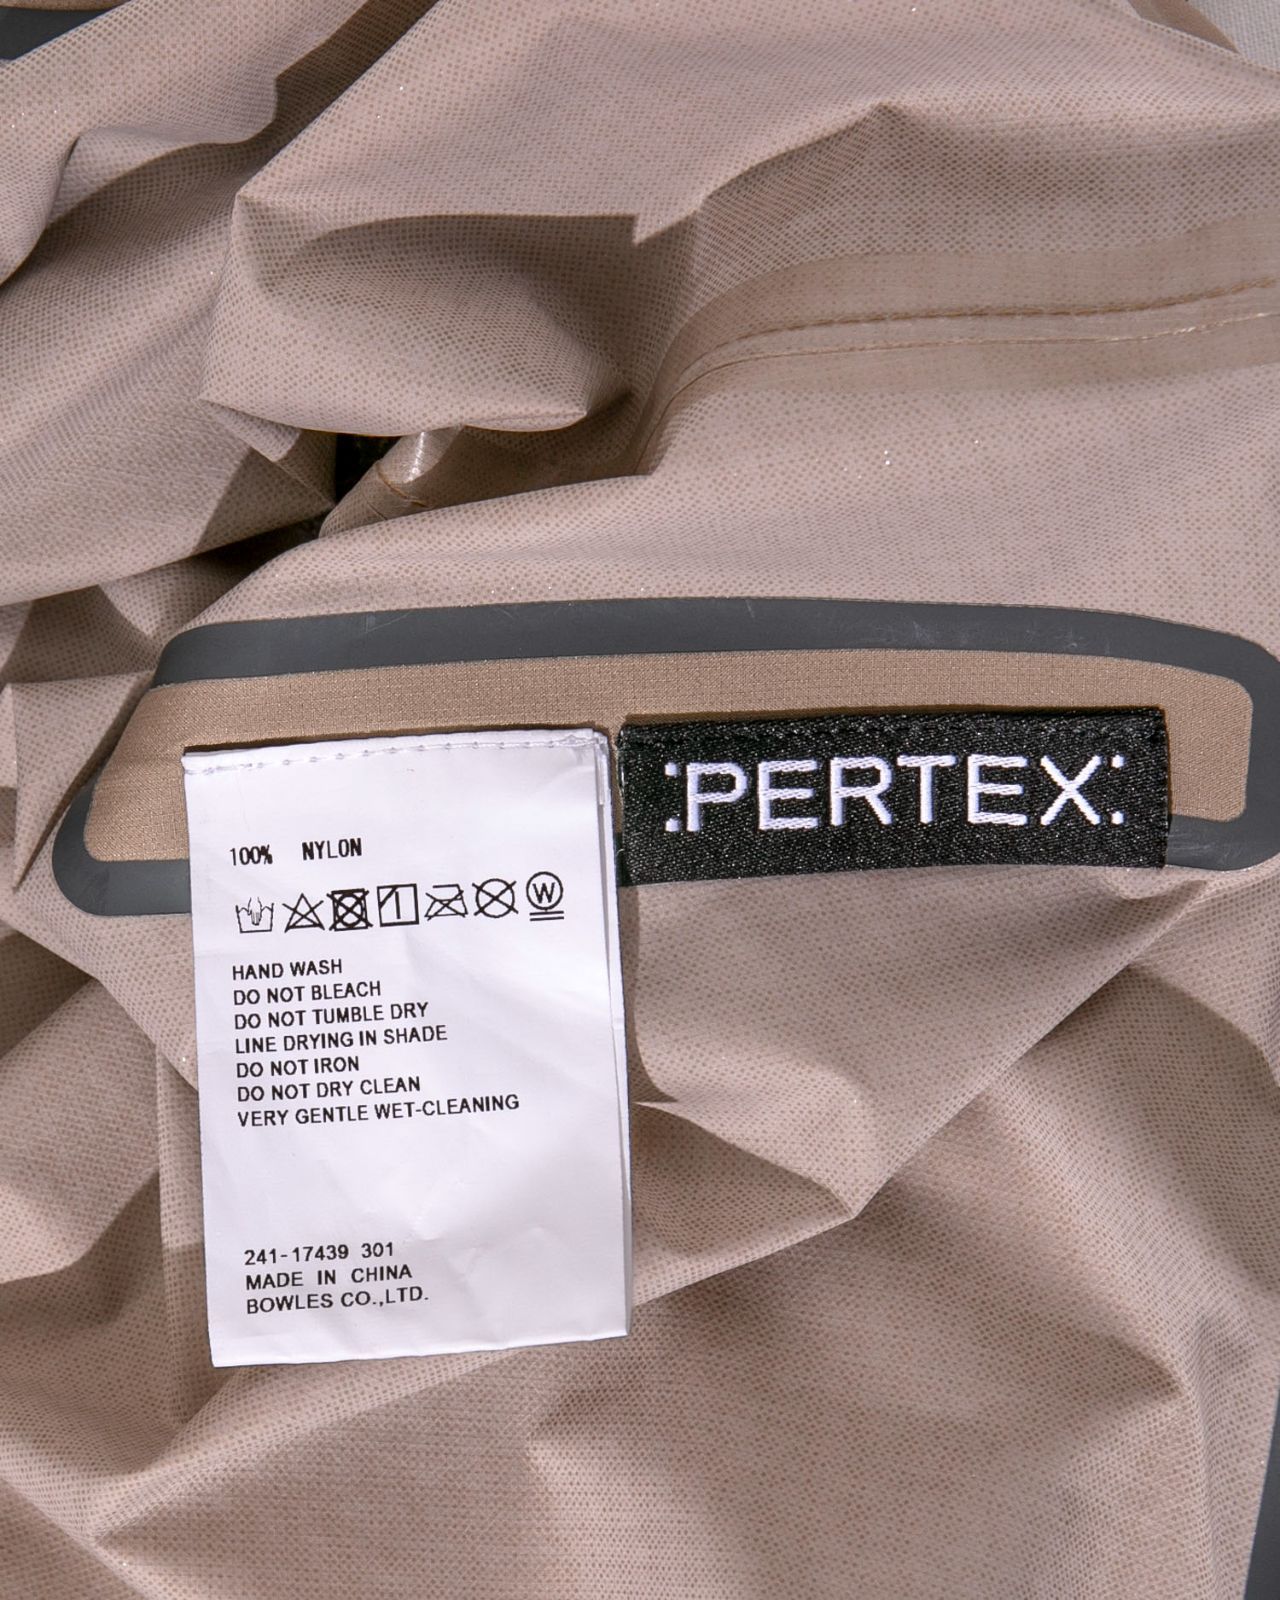 :PERTEX:
100% NYLON
W
HAND WASH
DO NOT BLEACH
DO NOT TUMBLE DRY
LINE DRYING IN SHADE
DO NOT IRON
DO NOT DRY CLEAN
VERY GENTLE WET-CLEANING
241-17439 301
MADE IN CHINA
BOWLES CO.,LTD.